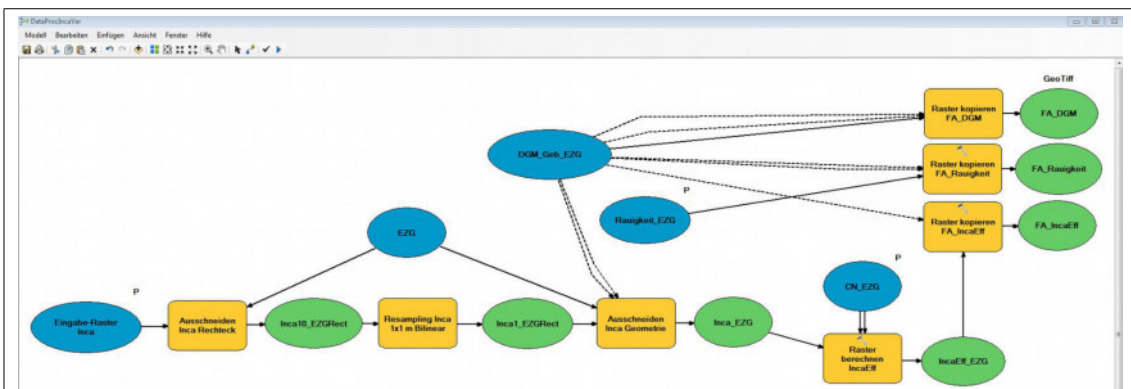 DataProcIncaVar
Modell Bearbeiten Einfügen Ansicht Fenster Hilfe
GeoTiff
Raster kopieren
FA_DGM
FA_DGM
DGM_Geb_EZG
Raster kopieren
FA_Rauigkeit
FA_Rauigkeit
P
Rauigkeit_EZG
Raster kopieren
FA_IncaEff
FA_IncaEff
EZG
P
CN_EZG
P
Eingabe-Raster
Inca
Ausschneiden
Inca Rechteck
Inca10_EZGRect
Resampling Inca
1x1 m Bilinear
Inca1_EZGRect
Ausschneiden
Inca Geometrie
Inca_EZG
Raster
berechnen
IncaEff
IncaEff_EZG